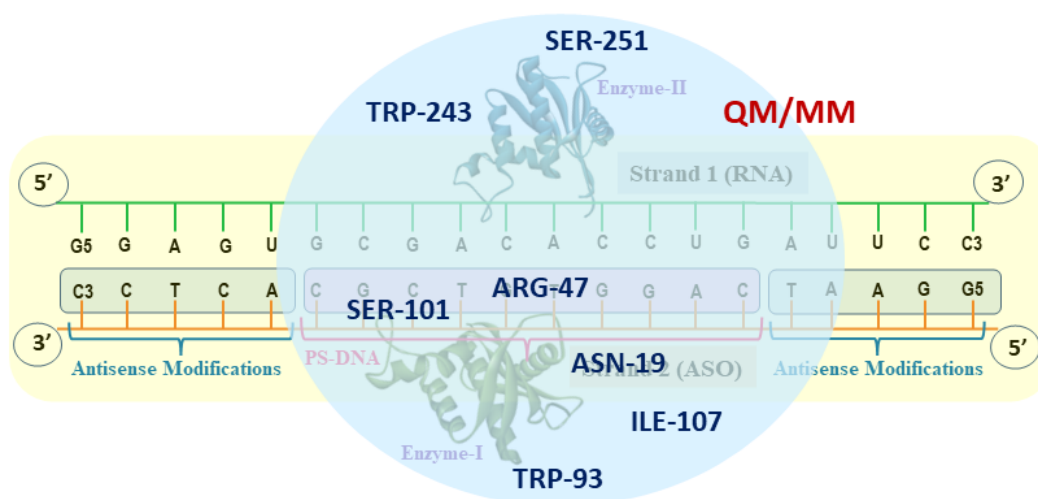 SER-251
Enzyme-II
TRP-243
QM/MM
Strand 1 (RNA)
5’
3’
G5 G A G U G C G A C A C C U G A U U C C3
C3 C T C A C G C T G T G G A C T A A G G5
ARG-47
SER-101
3’
5’
PS-DNA
ASN-19
Strand 2 (ASO)
Antisense Modifications
Antisense Modifications
ILE-107
Enzyme-I
TRP-93